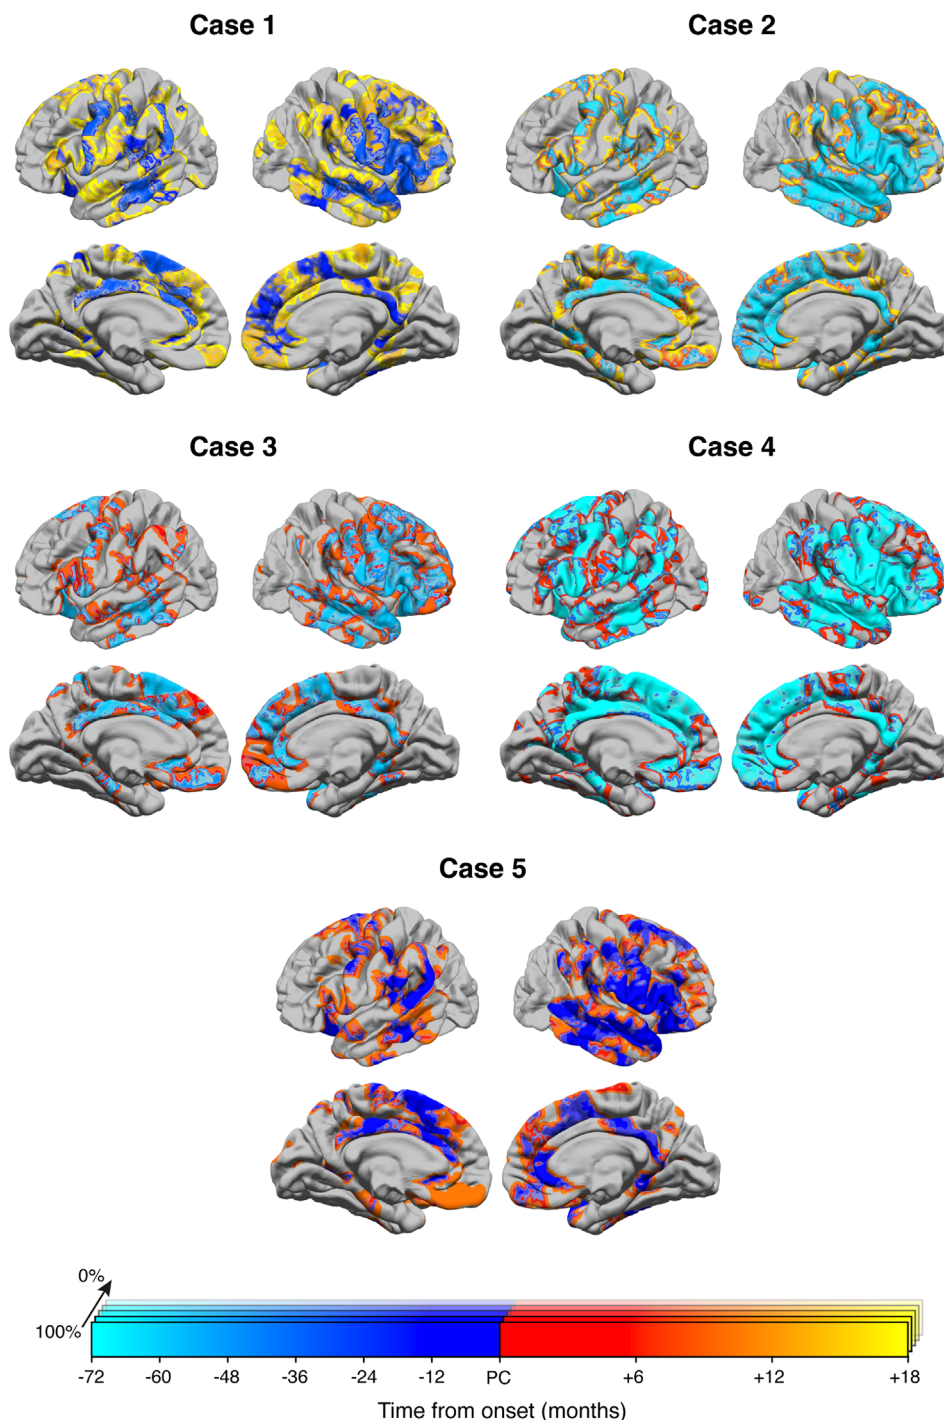 Case 1
Case 2
Case 3
Case 4
Case 5
0%
100%
-72 -60 -48 -36 -24 -12 PC +6 +12 +18
Time from onset (months)